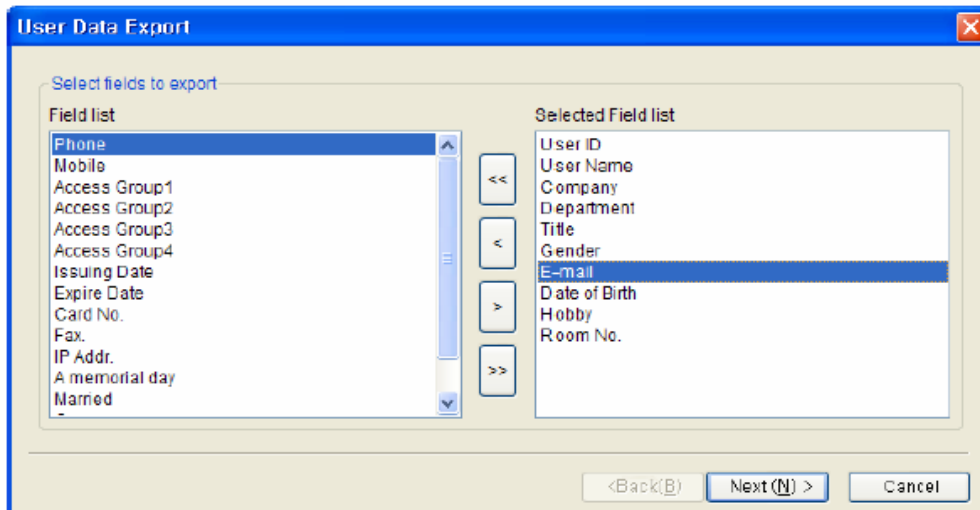 User Data Export
Select fields to export
Field list
Phone
Mobile
Access Group1
Access Group2
Access Group3
Access Group4
Issuing Date
Expire Date
Card No.
Fax.
IP Addr.
A memorial day
Married
<<
<
>
>>
Selected Field list
User ID
User Name
Company
Department
Title
Gender
E-mail
Date of Birth
Hobby
Room No.
<Back(B)
Next (N) >
Cancel